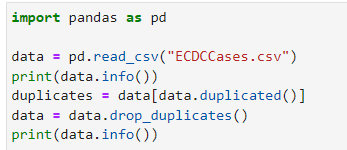 import pandas as pd
data = pd.read_csv("ECDCCases.csv")
print(data.info())
duplicates = data[data.duplicated()]
data = data.drop_duplicates()
print(data.info())